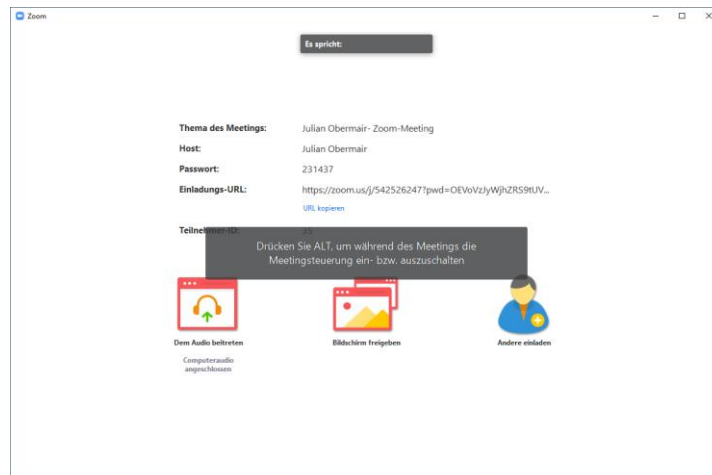 Zoom
Es spricht:
Thema des Meetings: Julian Obermair- Zoom-Meeting
Host: Julian Obermair
Passwort: 231437
Einladungs-URL: https://zoom.us/j/542526247?pwd=OEVoVzJyWjhZRS9tUV...
URL kopieren
Teilnehmer-ID:
Drücken Sie ALT, um während des Meetings die
Meetingsteuerung ein- bzw. auszuschalten
Dem Audio beitreten Bildschirm freigeben Andere einladen
Computeraudio
angeschlossen